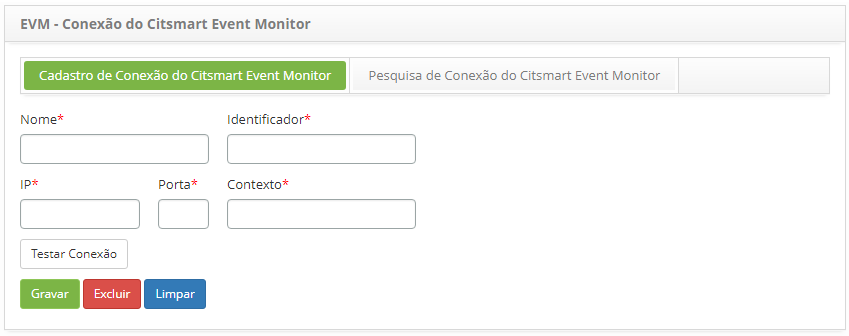 EVM - Conexão do Citsmart Event Monitor
Cadastro de Conexão do Citsmart Event Monitor Pesquisa de Conexão do Citsmart Event Monitor
Nome* Identificador*
IP* Porta* Contexto*
Testar Conexão
Gravar Excluir Limpar